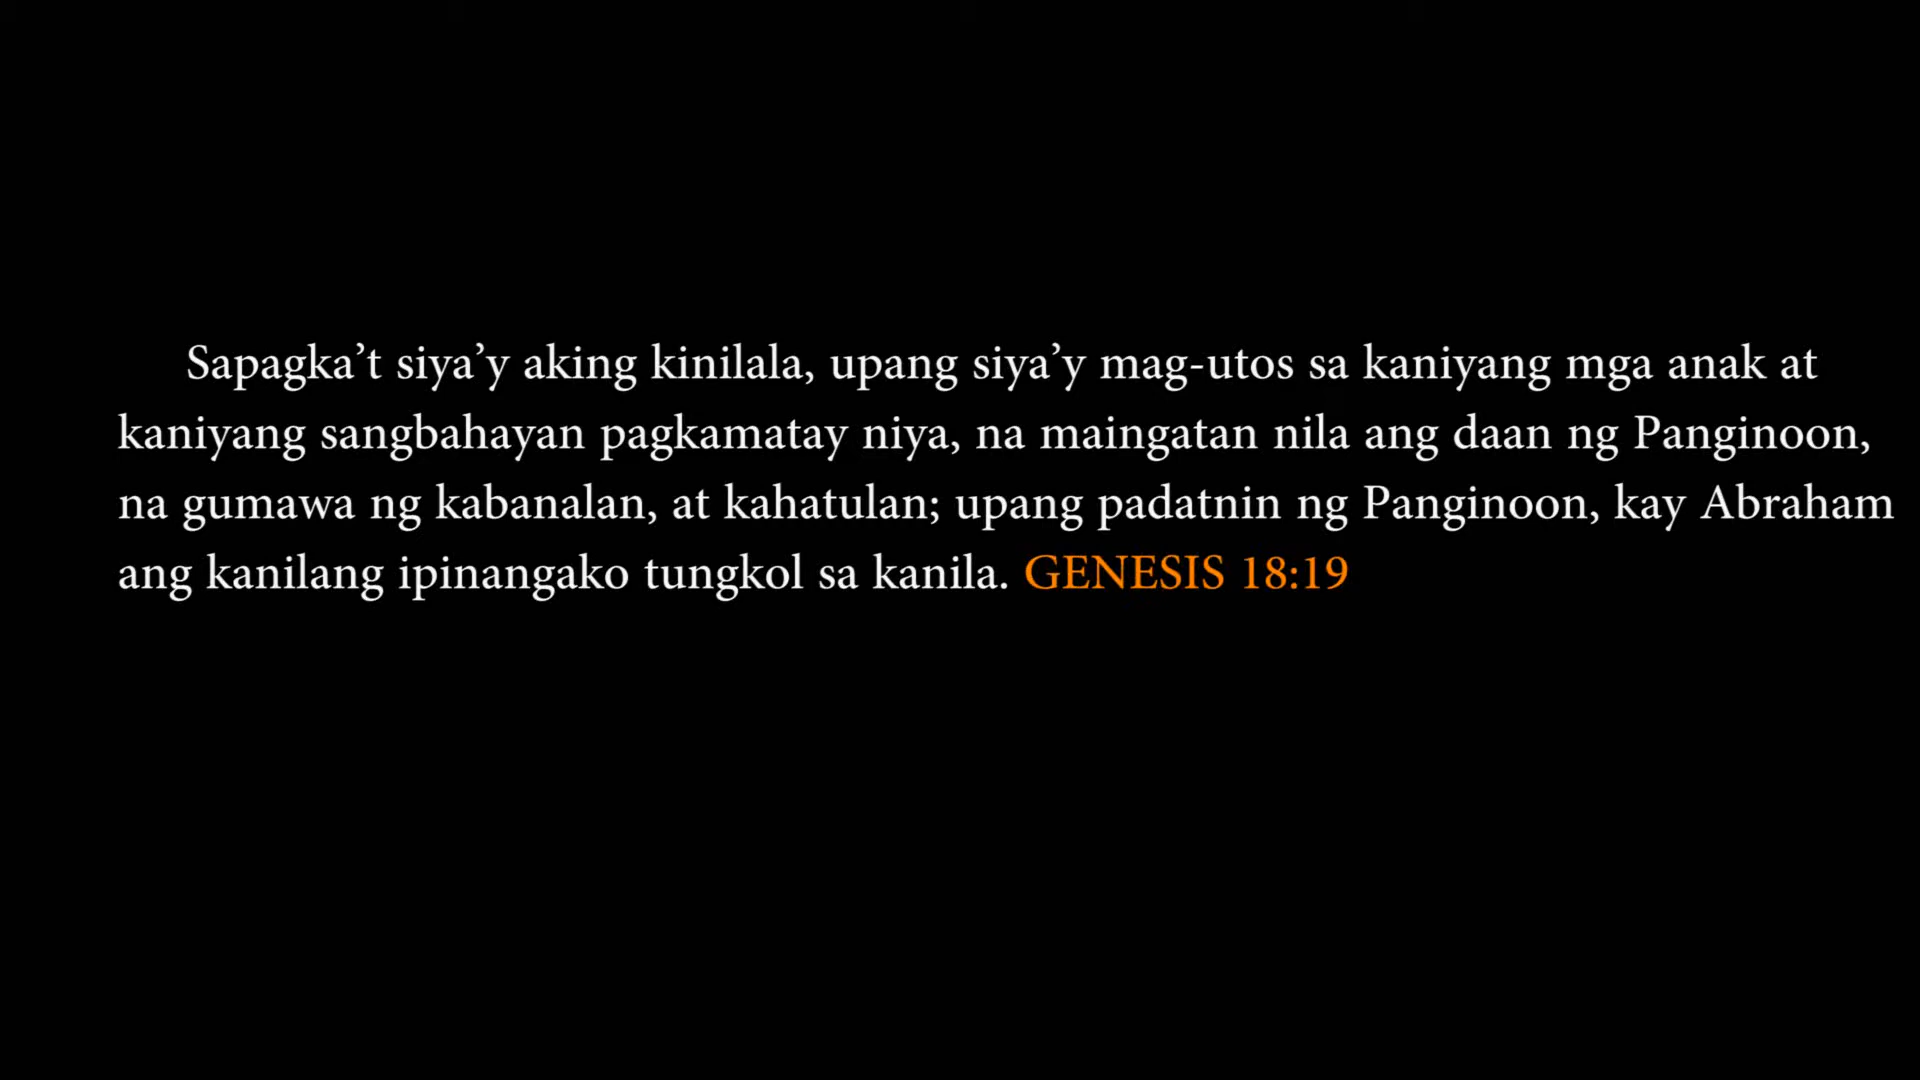 Sapagka’t siya’y aking kinilala, upang siya’y mag-utos sa kaniyang mga anak at
kaniyang sangbahayan pagkamatay niya, na maingatan nila ang daan ng Panginoon,
na gumawa ng kabanalan, at kahatulan; upang padatnin ng Panginoon, kay Abraham
ang kanilang ipinangako tungkol sa kanila. GENESIS 18:19